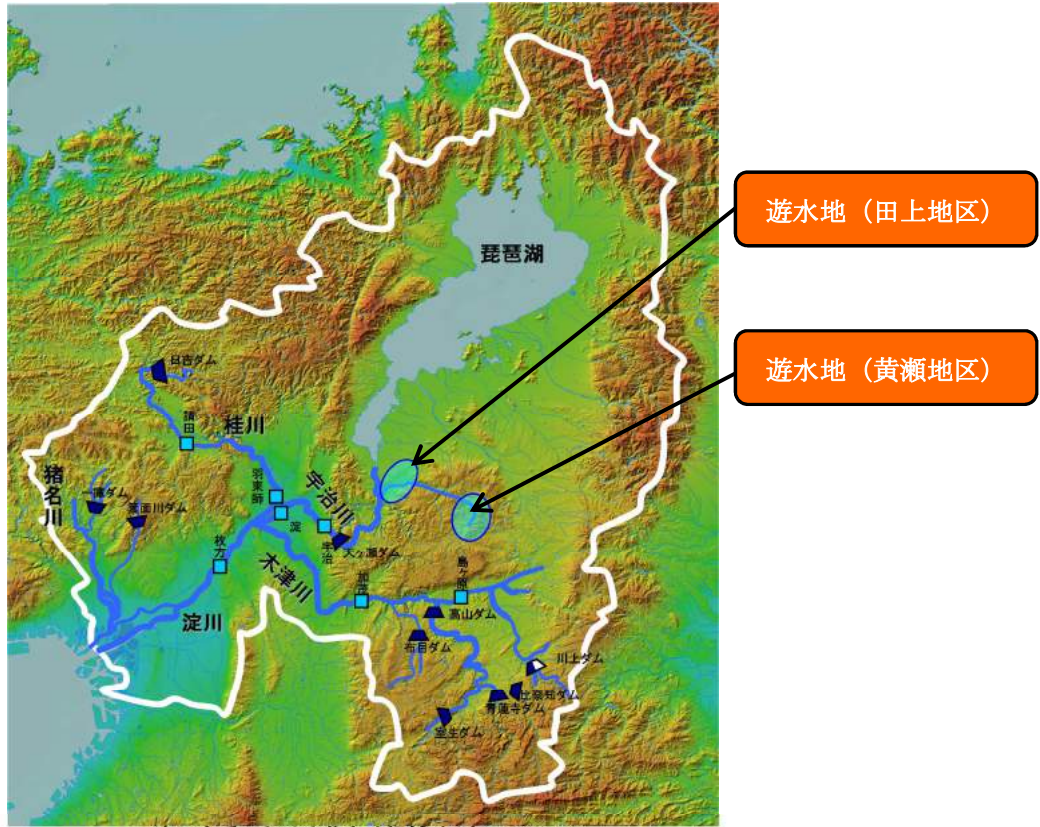 遊水地（田上地区）
琵琶湖
遊水地（黄瀬地区）
日吉ダム
請田
桂川
猪名川
一庫ダム
箕面川ダム
羽束師
宇治川
淀
宇治
天ヶ瀬ダム
枚方
木津川
加茂
島ヶ原
高山ダム
淀川
布目ダム
川上ダム
比奈知ダム
青蓮寺ダム
室生ダム